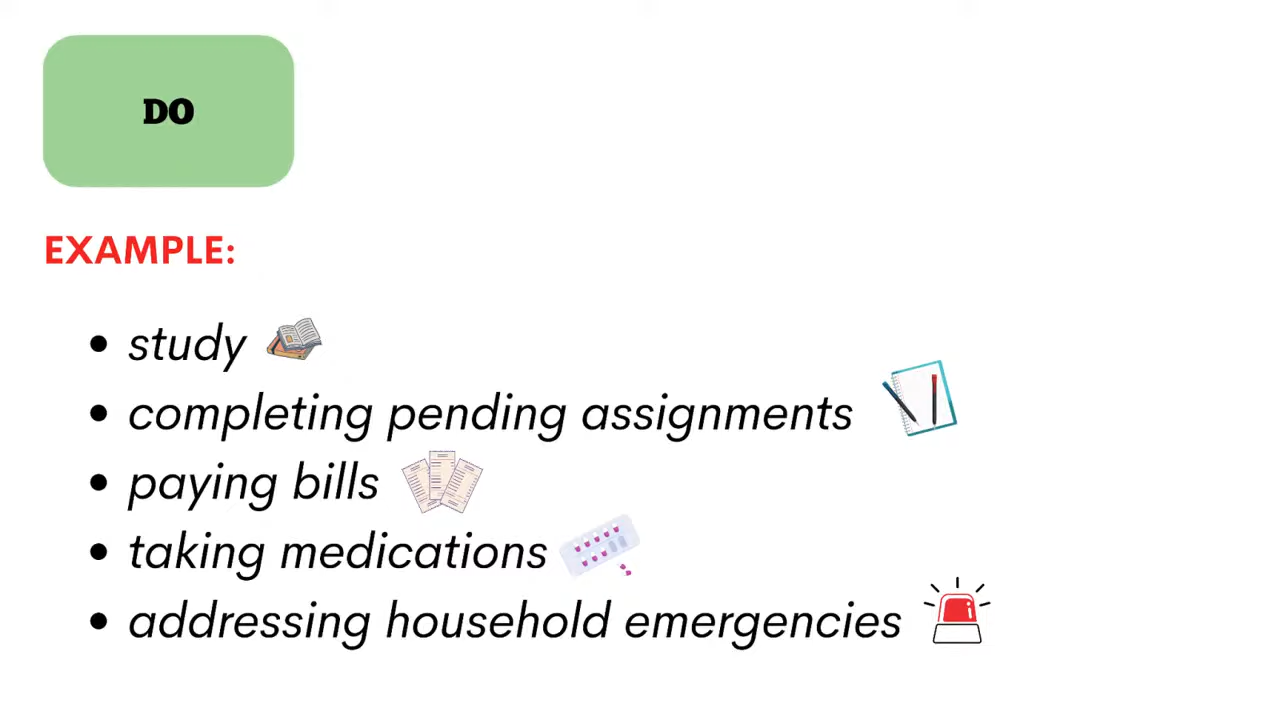 DO
EXAMPLE:
• study
• completing pending assignments
• paying bills
• taking medications
• addressing household emergencies